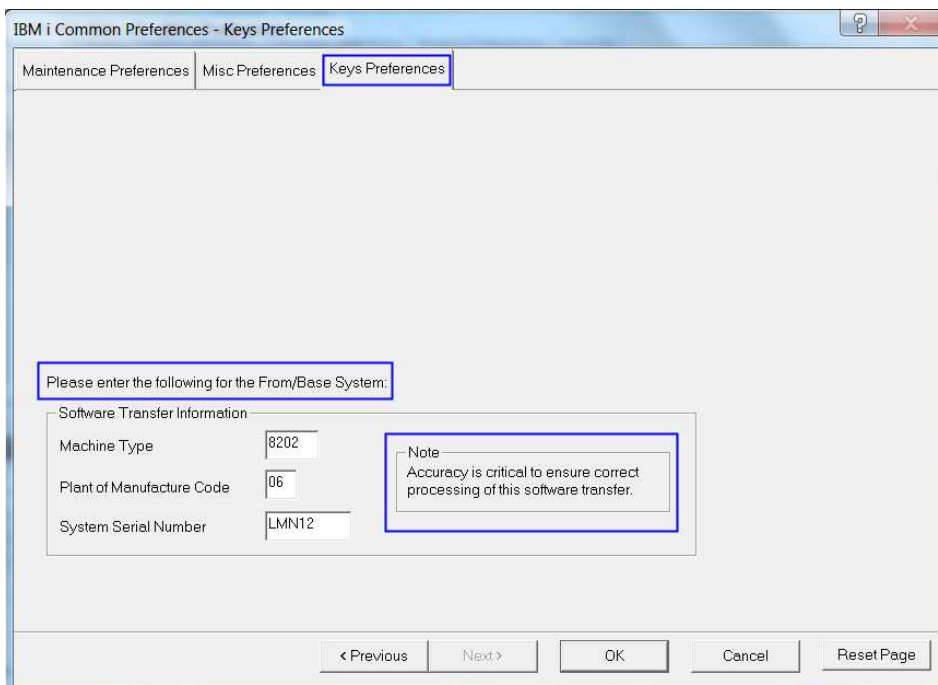 IBM i Common Preferences - Keys Preferences
Maintenance Preferences Misc Preferences Keys Preferences
Please enter the following for the From/Base System:
Software Transfer Information
Machine Type 8202
Note
Accuracy is critical to ensure correct
processing of this software transfer.
Plant of Manufacture Code 06
System Serial Number LMN12
< Previous Next > OK Cancel Reset Page